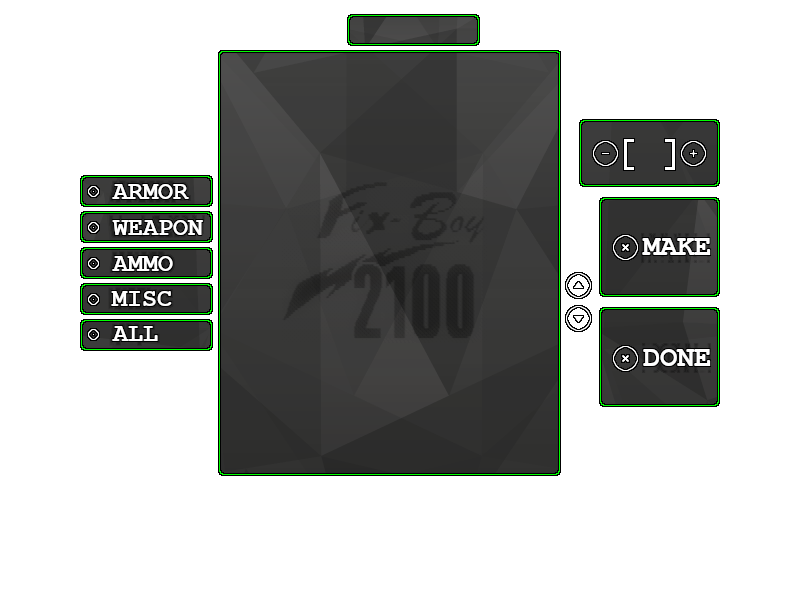 ARMOR
WEAPON
AMMO
MISC
ALL
Fix-Boy
2100
[ ]
MAKE
DONE